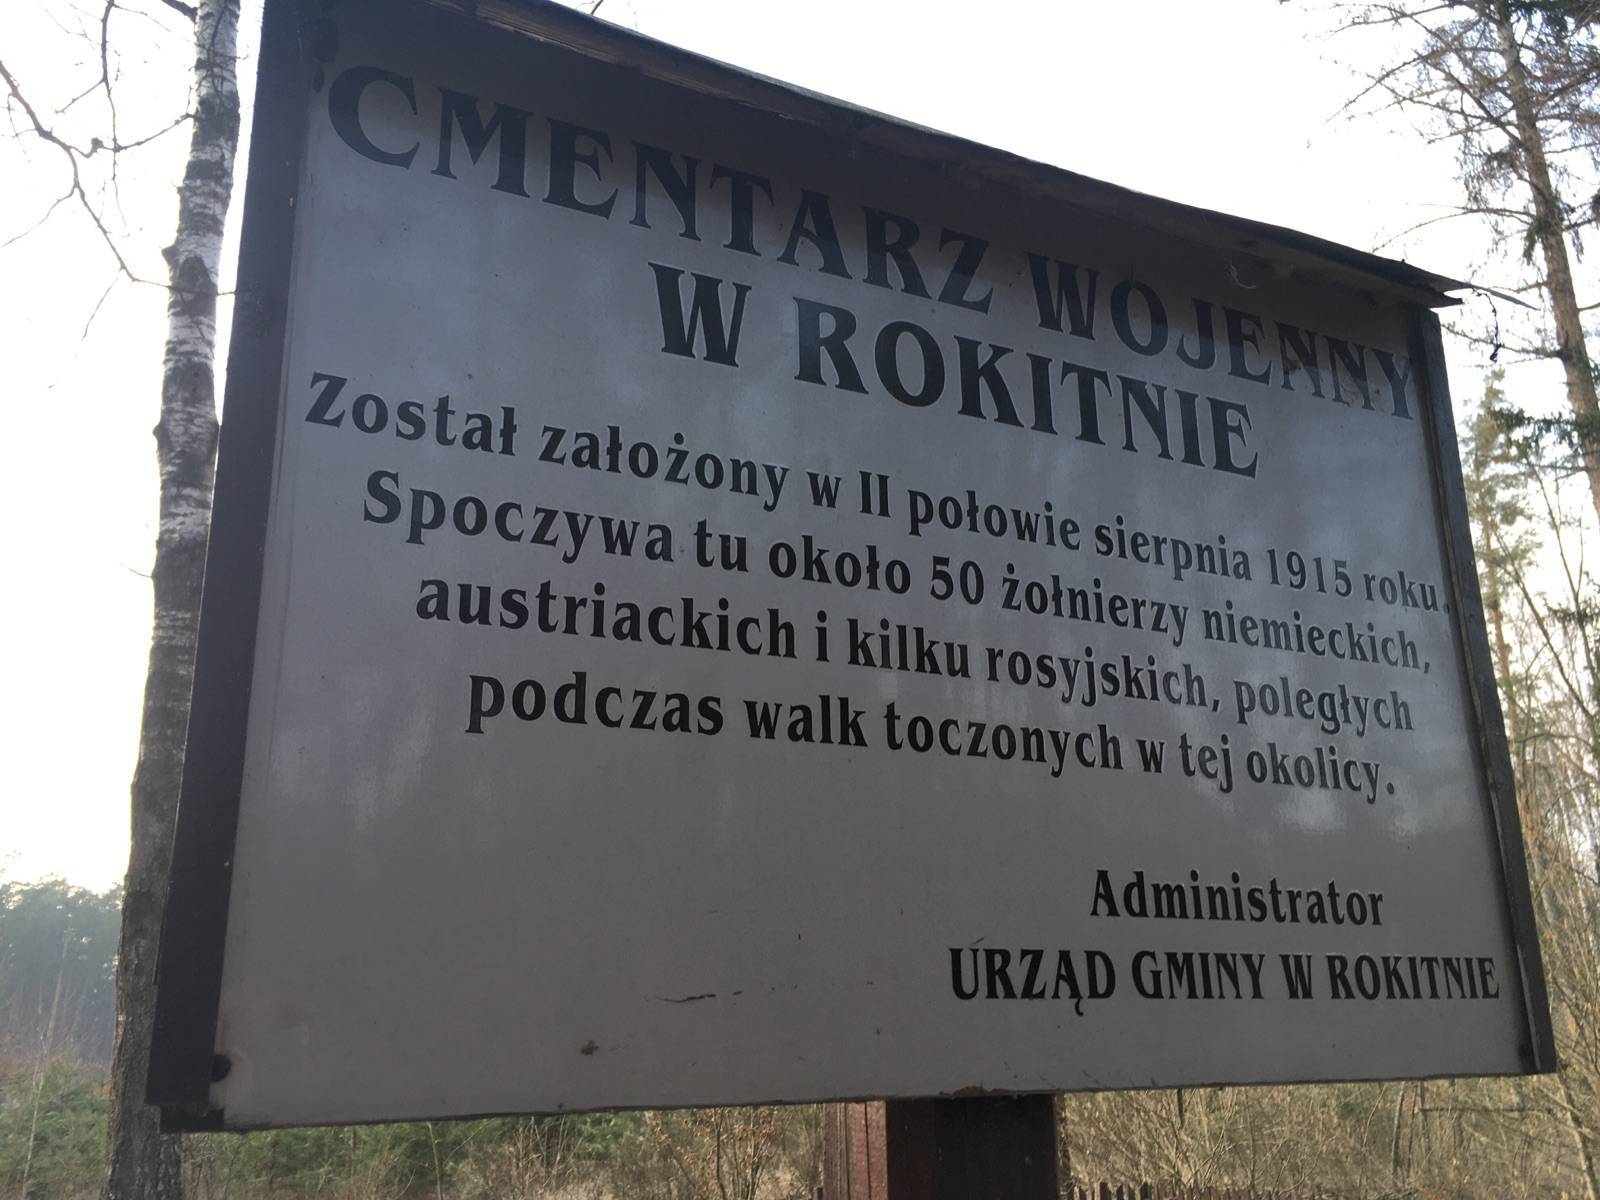 CMENTARZ WOJENNY
W ROKITNIE
Został założony w II połowie sierpnia 1915 roku.
Spoczywa tu około 50 żołnierzy niemieckich,
austriackich i kilku rosyjskich, poległych
podczas walk toczonych w tej okolicy.
Administrator
URZĄD GMINY W ROKITNIE